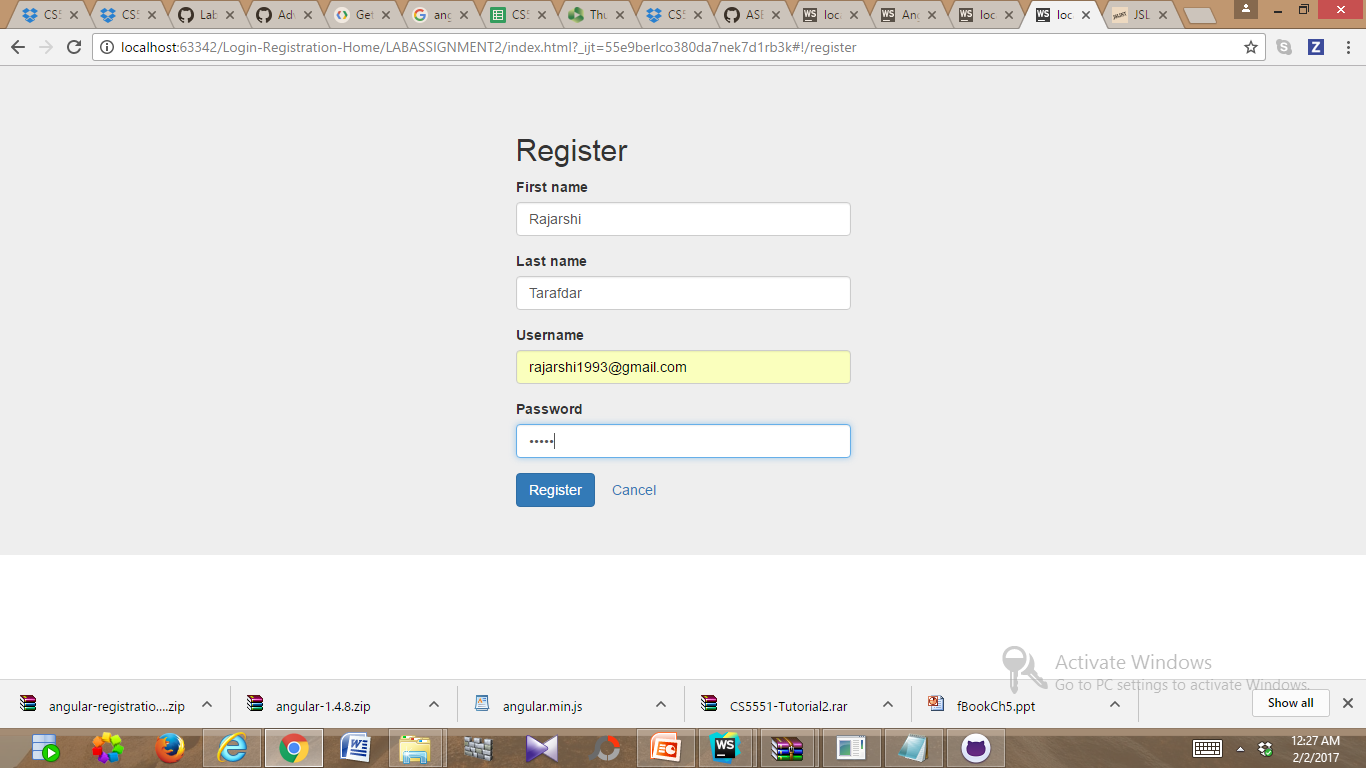 CS5 CS5 Lab Adv Get ang CS5 Thu CS5 ASE loc Ang loc loc JSL
localhost:63342/Login-Registration-Home/LABASSIGNMENT2/index.html?_ijt=55e9berlco380da7nek7d1rb3k#!/register
Register
First name
Rajarshi
Last name
Tarafdar
Username
rajarshi1993@gmail.com
Password
Register Cancel
Activate Windows
Go to PC settings to activate Windows.
angular-registratio....zip angular-1.4.8.zip angular.min.js CS5551-Tutorial2.rar fBookCh5.ppt Show all
12:27 AM
2/2/2017